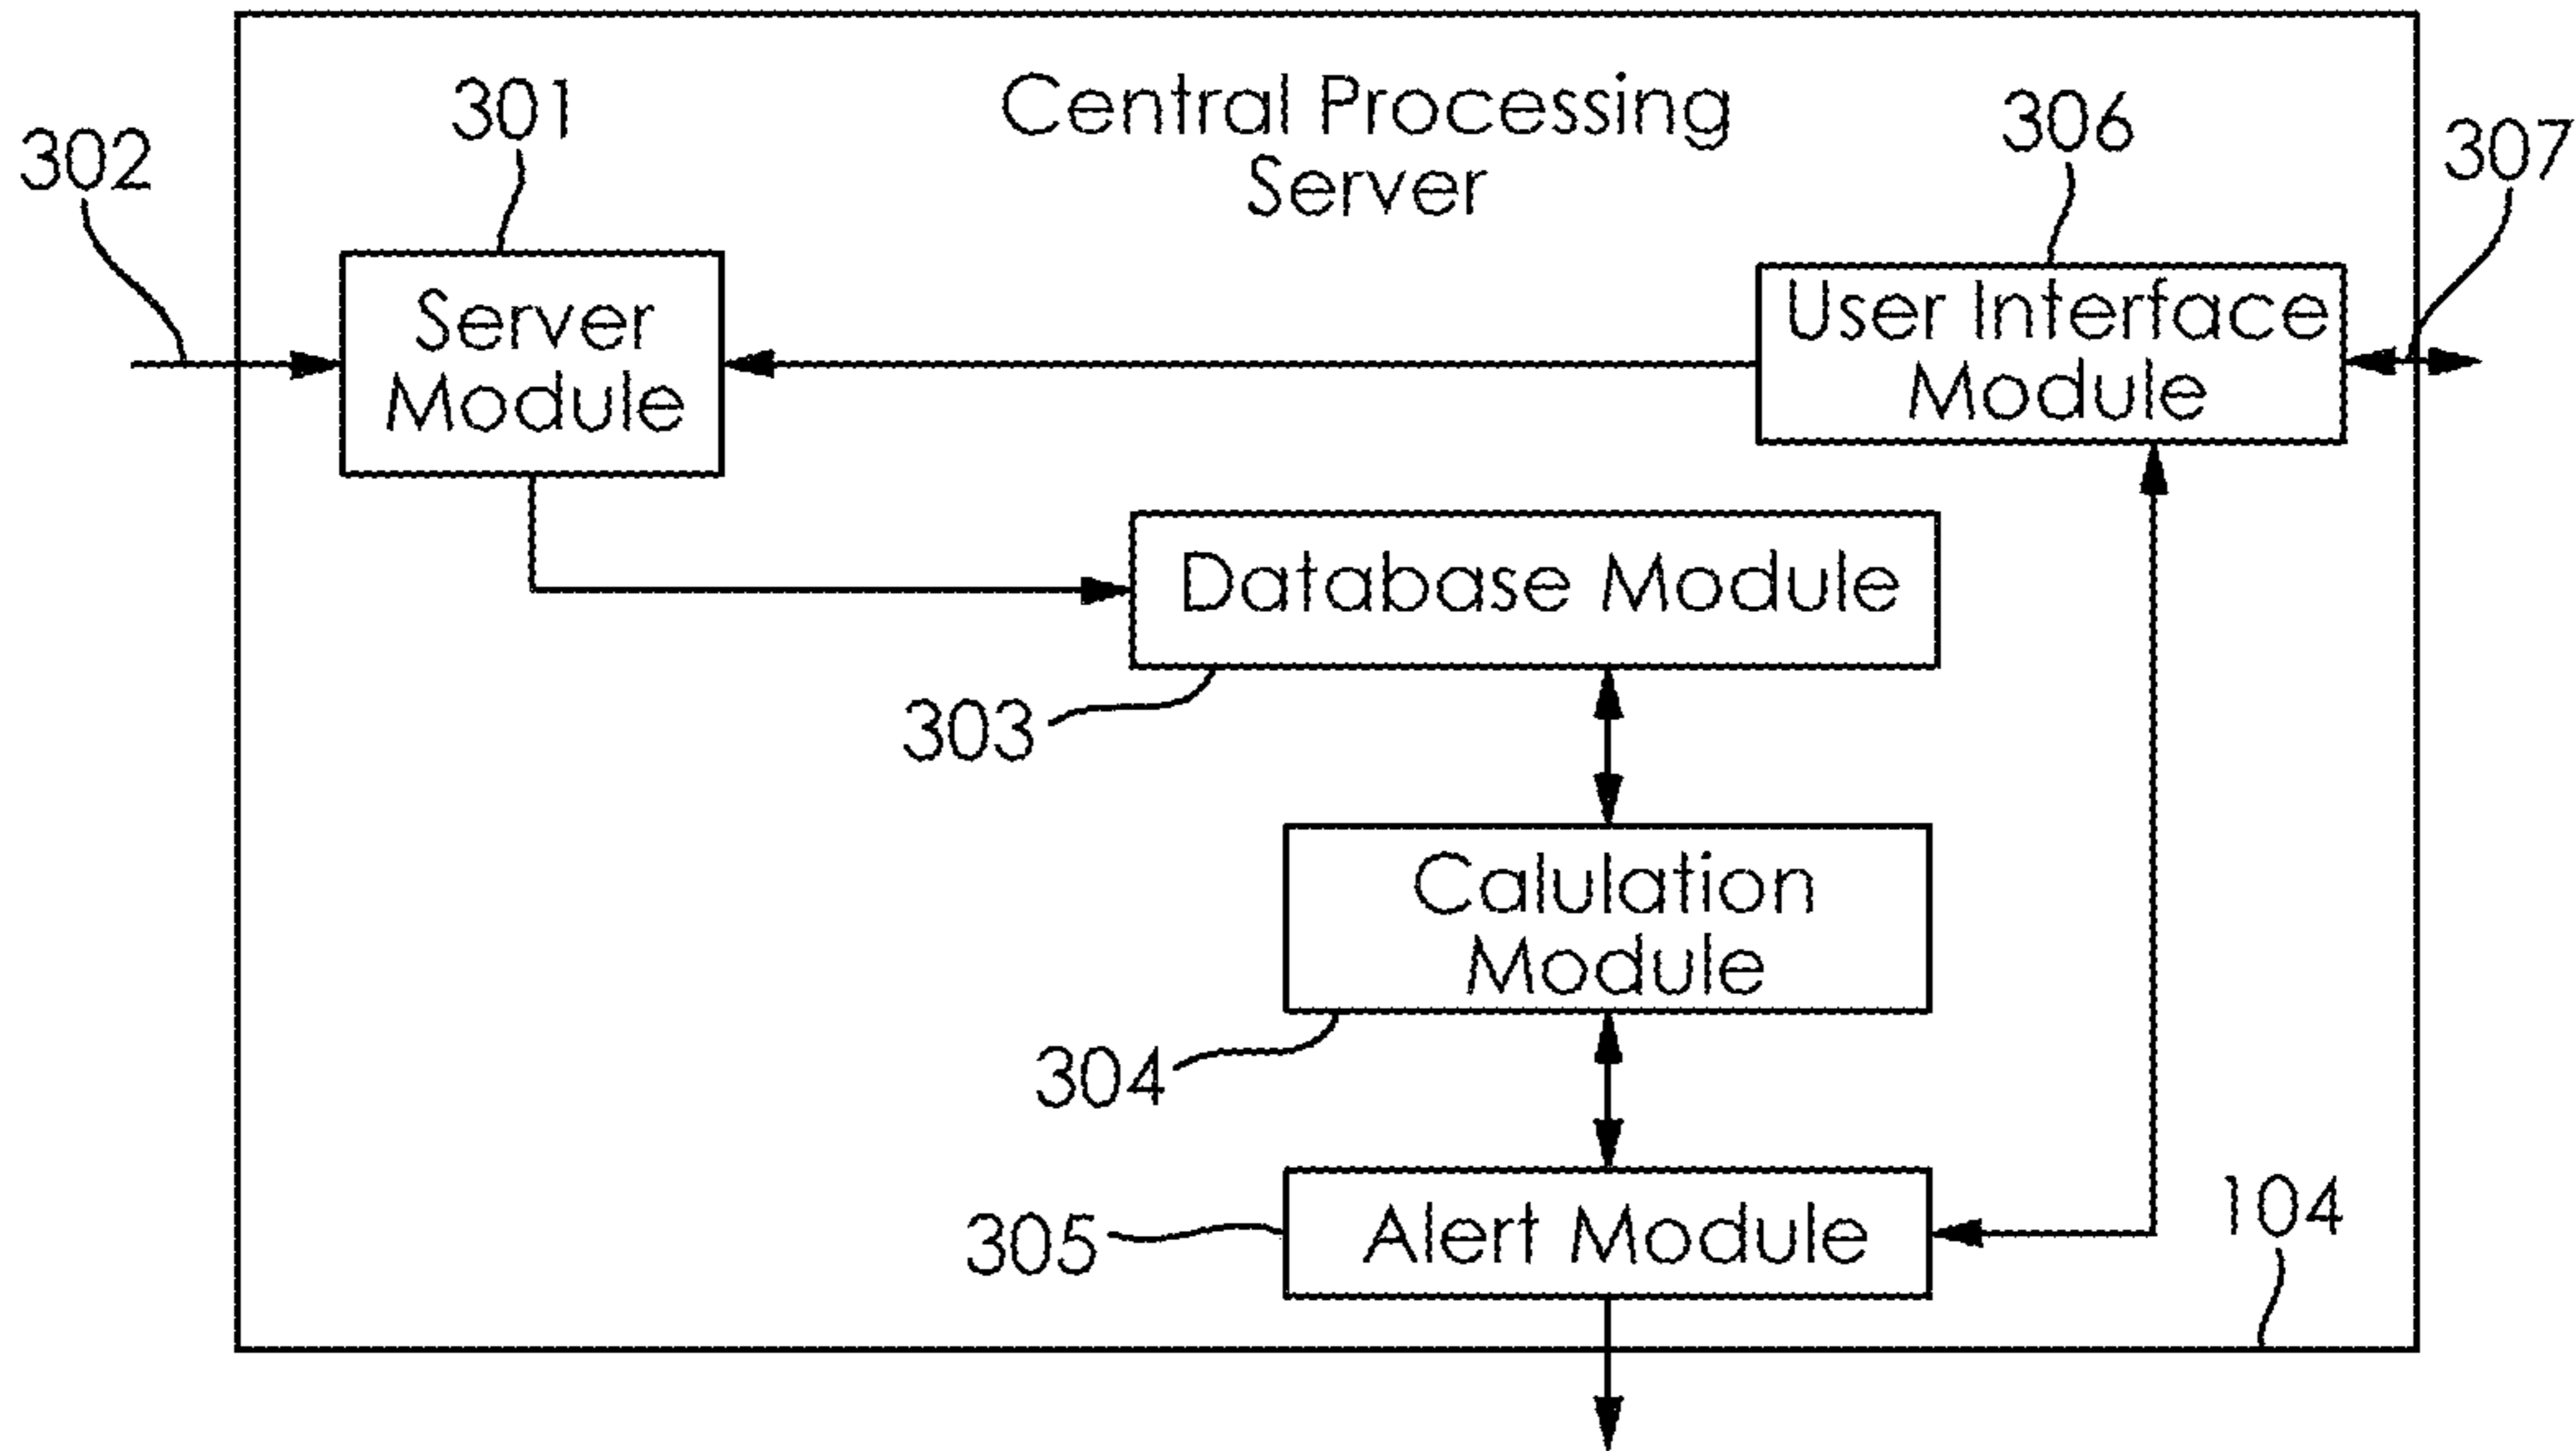 Central Processing
Server
301
306
302
307
Server
Module
User Interface
Module
Database Module
303
Calulation
Module
304
Alert Module
305
104